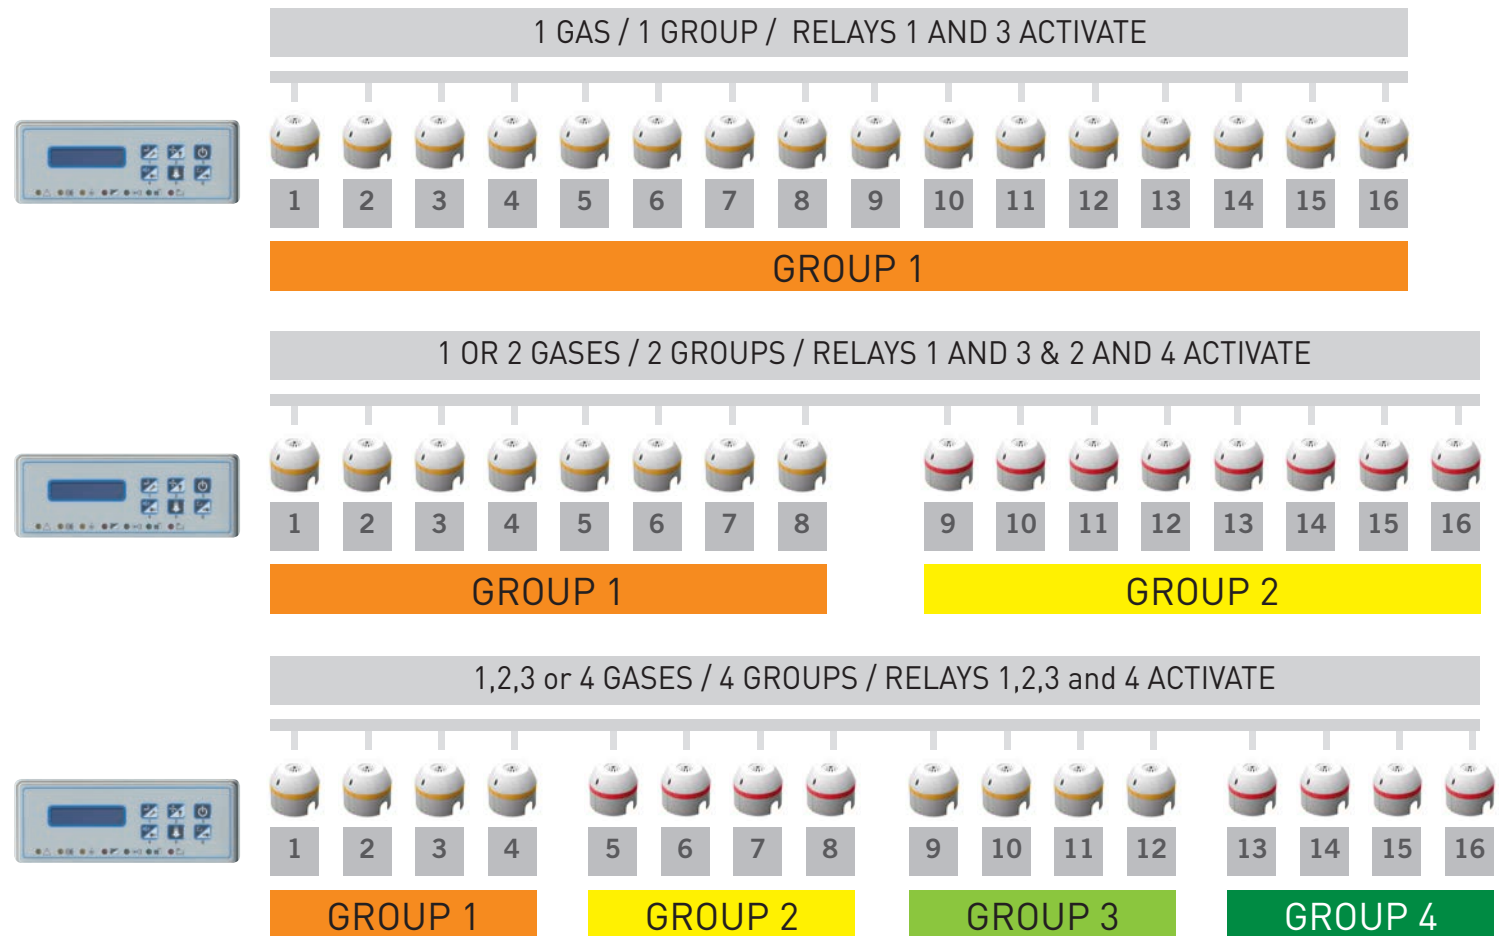 1 GAS / 1 GROUP / RELAYS 1 AND 3 ACTIVATE
1 2 3 4 5 6 7 8 9 10 11 12 13 14 15 16
GROUP 1
1 OR 2 GASES / 2 GROUPS / RELAYS 1 AND 3 & 2 AND 4 ACTIVATE
1 2 3 4 5 6 7 8 9 10 11 12 13 14 15 16
GROUP 1 GROUP 2
1,2,3 or 4 GASES / 4 GROUPS / RELAYS 1,2,3 and 4 ACTIVATE
1 2 3 4 5 6 7 8 9 10 11 12 13 14 15 16
GROUP 1 GROUP 2 GROUP 3 GROUP 4